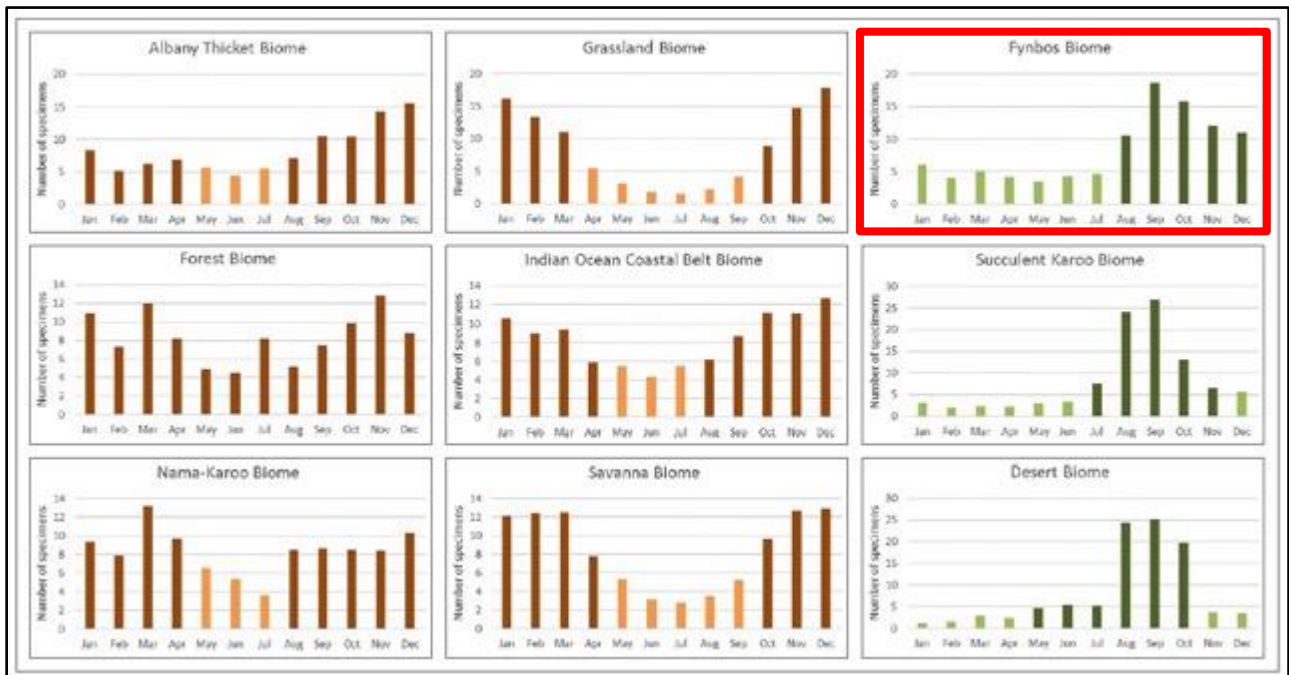 Albany Thicket Biome
Number of specimens
20
15
10
5
0
Jan Feb Mar Apr May Jun Jul Aug Sep Oct Nov Dec
Grassland Biome
Number of specimens
20
15
10
5
0
Jan Feb Mar Apr May Jun Jul Aug Sep Oct Nov Dec
Fynbos Biome
Number of specimens
20
15
10
5
0
Jan Feb Mar Apr May Jun Jul Aug Sep Oct Nov Dec
Forest Biome
Number of specimens
14
12
10
8
6
4
2
0
Jan Feb Mar Apr May Jun Jul Aug Sep Oct Nov Dec
Indian Ocean Coastal Belt Biome
Number of specimens
14
12
10
8
6
4
2
0
Jan Feb Mar Apr May Jun Jul Aug Sep Oct Nov Dec
Succulent Karoo Biome
Number of specimens
30
25
20
15
10
5
0
Jan Feb Mar Apr May Jun Jul Aug Sep Oct Nov Dec
Nama-Karoo Biome
Number of specimens
14
12
10
8
6
4
2
0
Jan Feb Mar Apr May Jun Jul Aug Sep Oct Nov Dec
Savanna Biome
Number of specimens
14
12
10
8
6
4
2
0
Jan Feb Mar Apr May Jun Jul Aug Sep Oct Nov Dec
Desert Biome
Number of specimens
30
25
20
15
10
5
0
Jan Feb Mar Apr May Jun Jul Aug Sep Oct Nov Dec